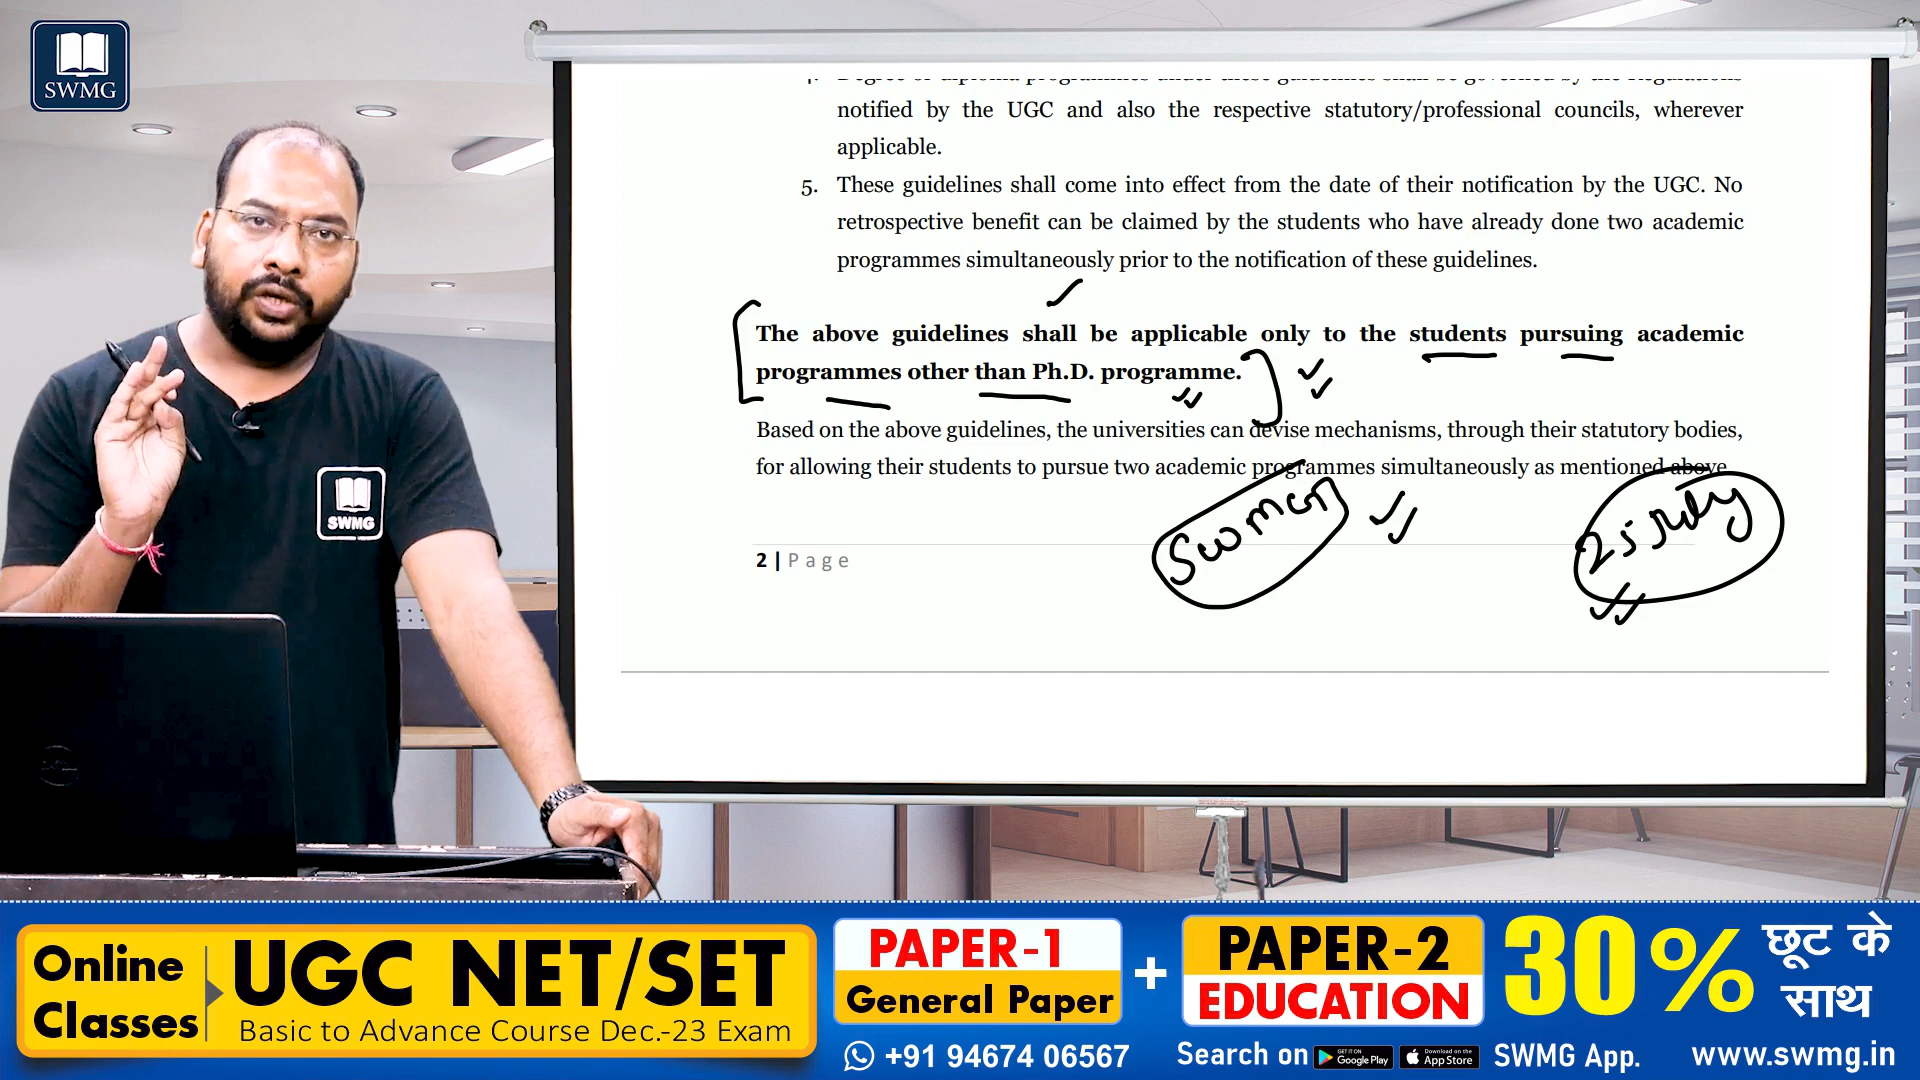 SWMG
notified by the UGC and also the respective statutory/professional councils, wherever
applicable.
5. These guidelines shall come into effect from the date of their notification by the UGC. No
retrospective benefit can be claimed by the students who have already done two academic
programmes simultaneously prior to the notification of these guidelines.
The above guidelines shall be applicable only to the students pursuing academic
programmes other than Ph.D. programme.
Based on the above guidelines, the universities can devise mechanisms, through their statutory bodies,
for allowing their students to pursue two academic programmes simultaneously as mentioned above
SWMG
25 July
2 | Page
SWMG
Online Classes
UGC NET/SET
Basic to Advance Course Dec.-23 Exam
PAPER-1
General Paper
+
PAPER-2
EDUCATION
30% छूट के साथ
+91 94674 06567
Search on GET IT ON Google Play Download on the App Store SWMG App.
www.swmg.in